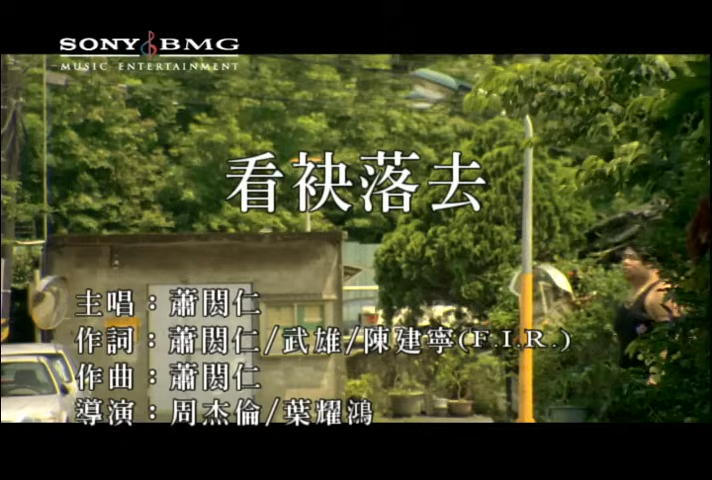 SONY BMG
MUSIC ENTERTAINMENT
看袂落去
主唱：蕭閎仁
作詞：蕭閎仁/武雄/陳建寧(F.I.R.)
作曲：蕭閎仁
導演：周杰倫/葉耀鴻